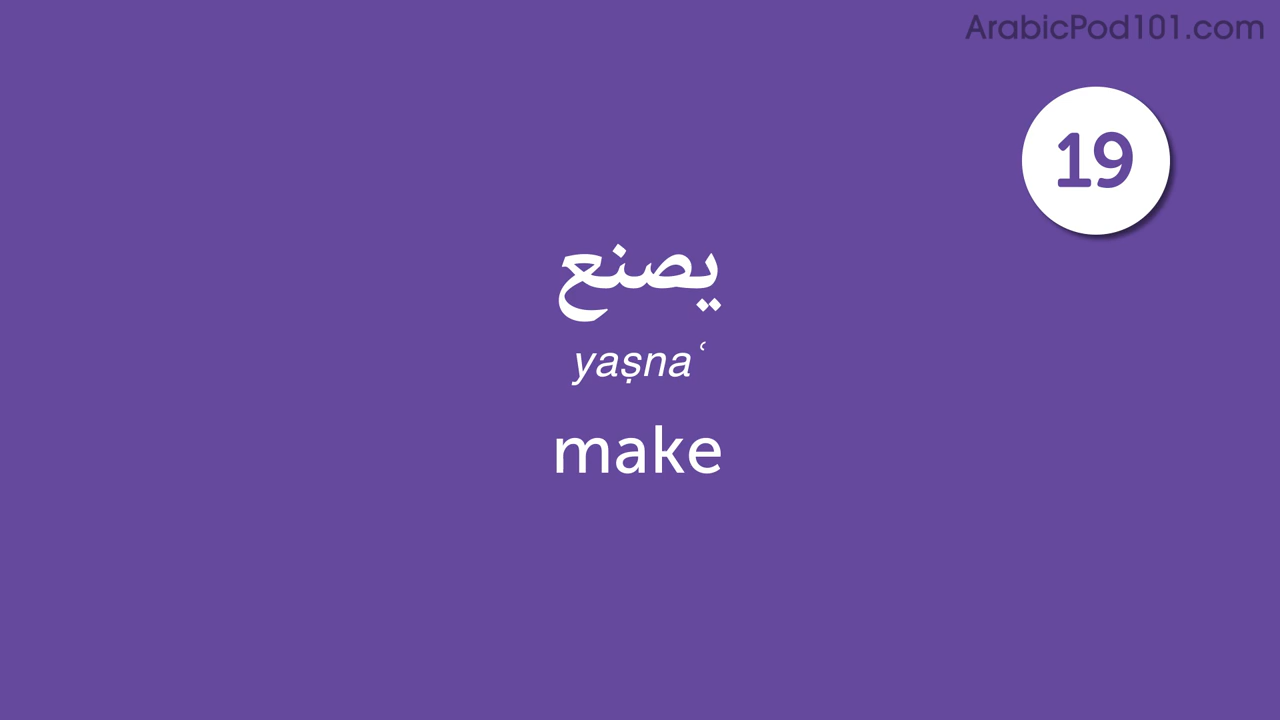 ArabicPod101.com
19
يصنع
yaṣnaʿ
make